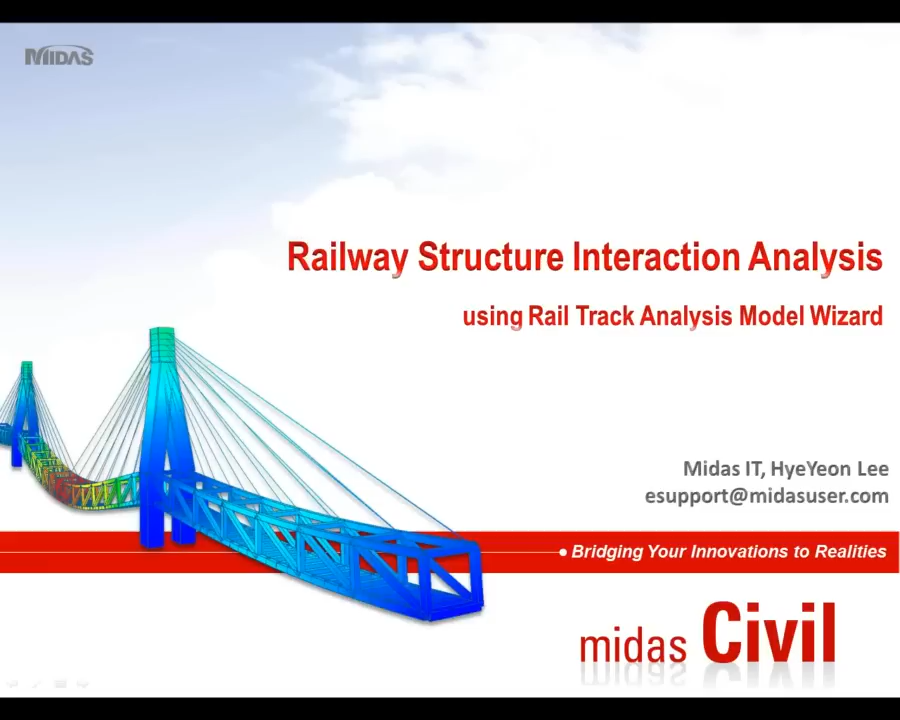 MIDAS
Railway Structure Interaction Analysis
using Rail Track Analysis Model Wizard
Midas IT, HyeYeon Lee
esupport@midasuser.com
• Bridging Your Innovations to Realities
midas Civil